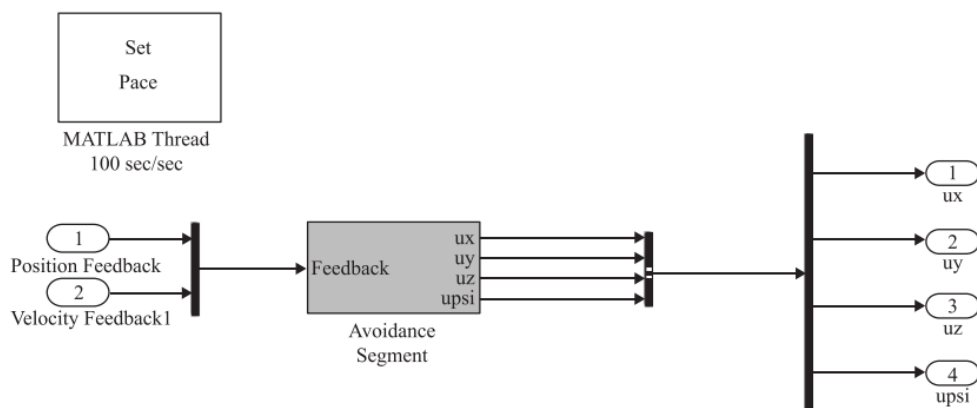 Set
Pace
MATLAB Thread
100 sec/sec
1
Position Feedback
2
Velocity Feedback1
Feedback
ux
uy
uz
upsi
Avoidance
Segment
1
ux
2
uy
3
uz
4
upsi